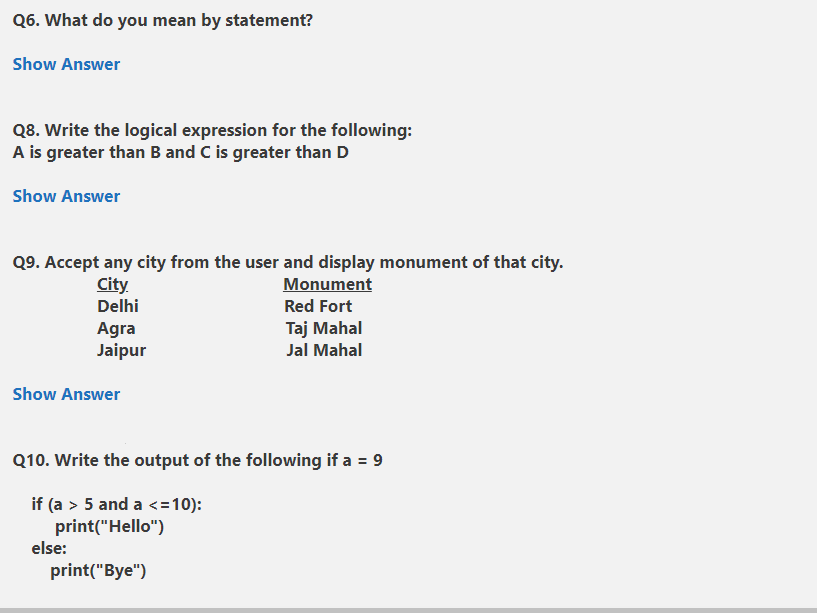 Q6. What do you mean by statement?
Show Answer
Q8. Write the logical expression for the following:
A is greater than B and C is greater than D
Show Answer
Q9. Accept any city from the user and display monument of that city.
City Monument
Delhi Red Fort
Agra Taj Mahal
Jaipur Jal Mahal
Show Answer
Q10. Write the output of the following if a = 9
if (a > 5 and a <=10):
print("Hello")
else:
print("Bye")